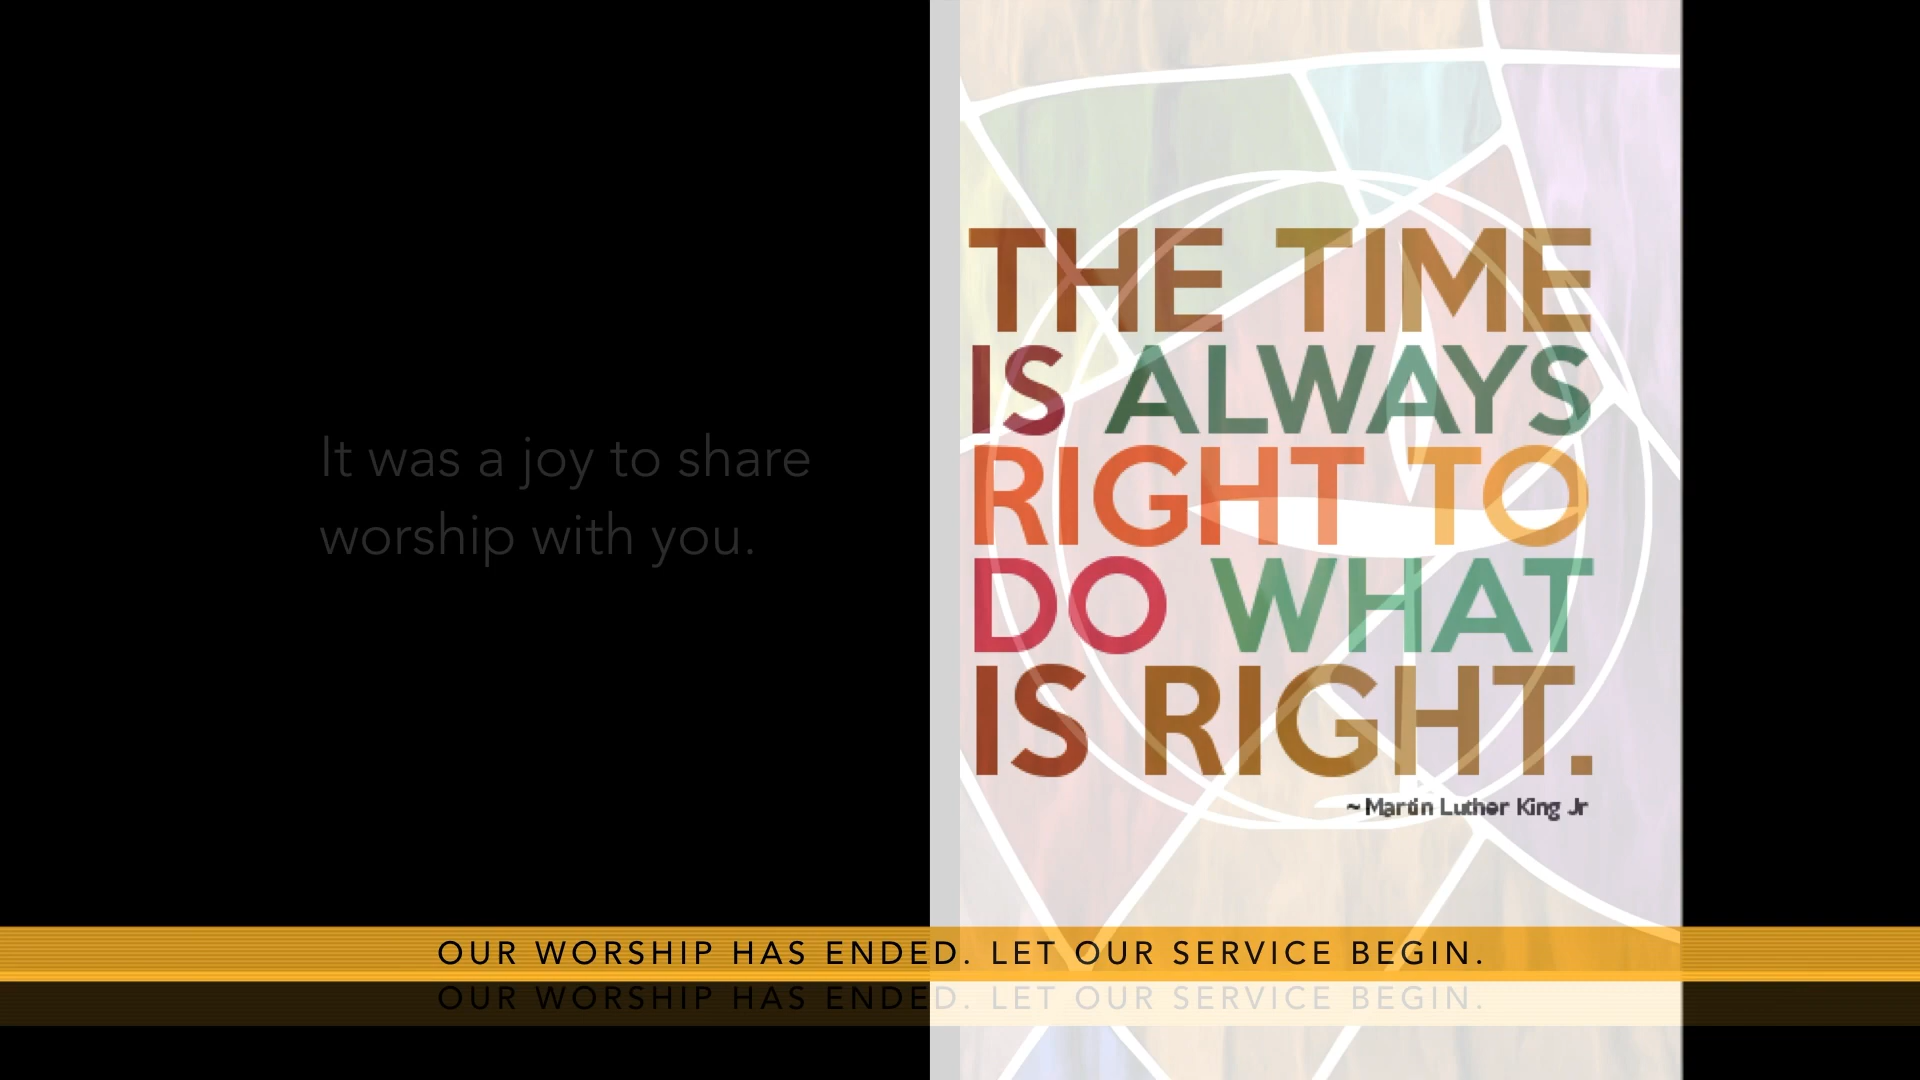 It was a joy to share
worship with you.
THE TIME
IS ALWAYS
RIGHT TO
DO WHAT
IS RIGHT.
~Martin Luther King Jr
OUR WORSHIP HAS ENDED. LET OUR SERVICE BEGIN.
OUR WORSHIP HAS ENDED. LET OUR SERVICE BEGIN.